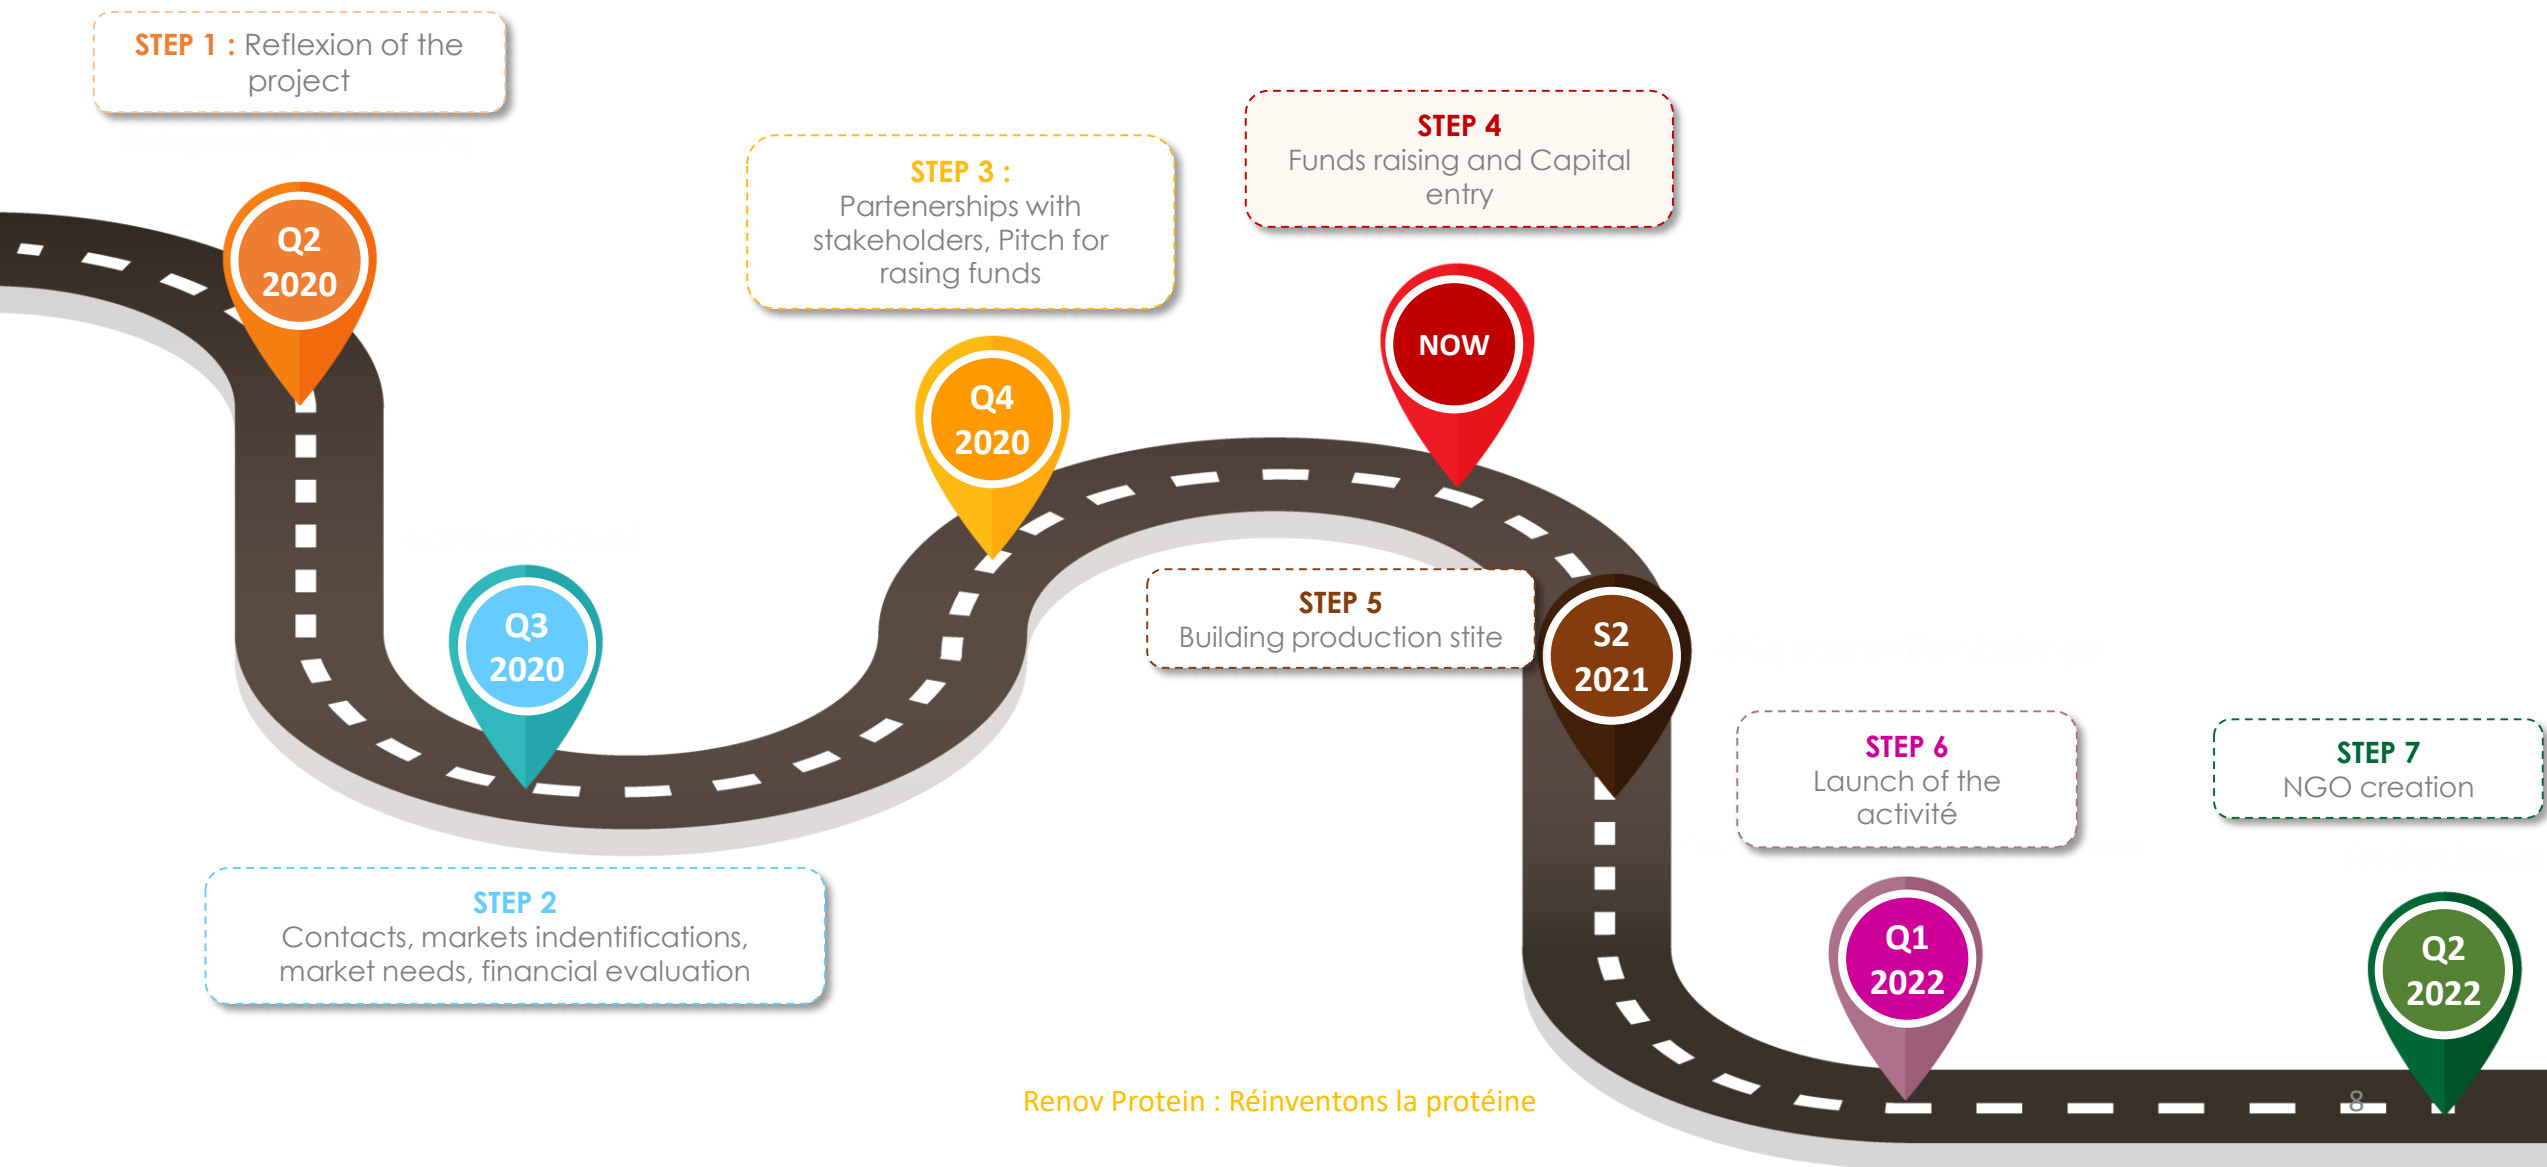 STEP 1 : Reflexion of the
project
Q2
2020
STEP 2
Contacts, markets indentifications,
market needs, financial evaluation
Q3
2020
STEP 3 :
Partenerships with
stakeholders, Pitch for
rasing funds
Q4
2020
STEP 4
Funds raising and Capital
entry
NOW
STEP 5
Building production stite
S2
2021
STEP 6
Launch of the
activité
Q1
2022
STEP 7
NGO creation
Q2
2022
Renov Protein : Réinventons la protéine
8